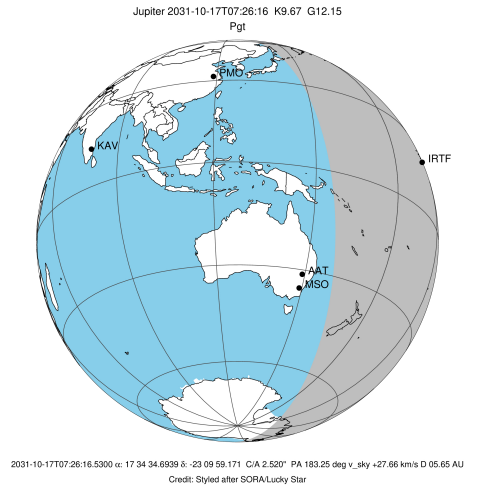 Jupiter 2031-10-17T07:26:16 K9.67 G12.15
Pgt
PMO
KAV
IRTF
AAT
MSO
2031-10-17T07:26:16.5300 α: 17 34 34.6939 δ: -23 09 59.171 C/A 2.520" PA 183.25 deg v_sky +27.66 km/s D 05.65 AU
Credit: Styled after SORA/Lucky Star